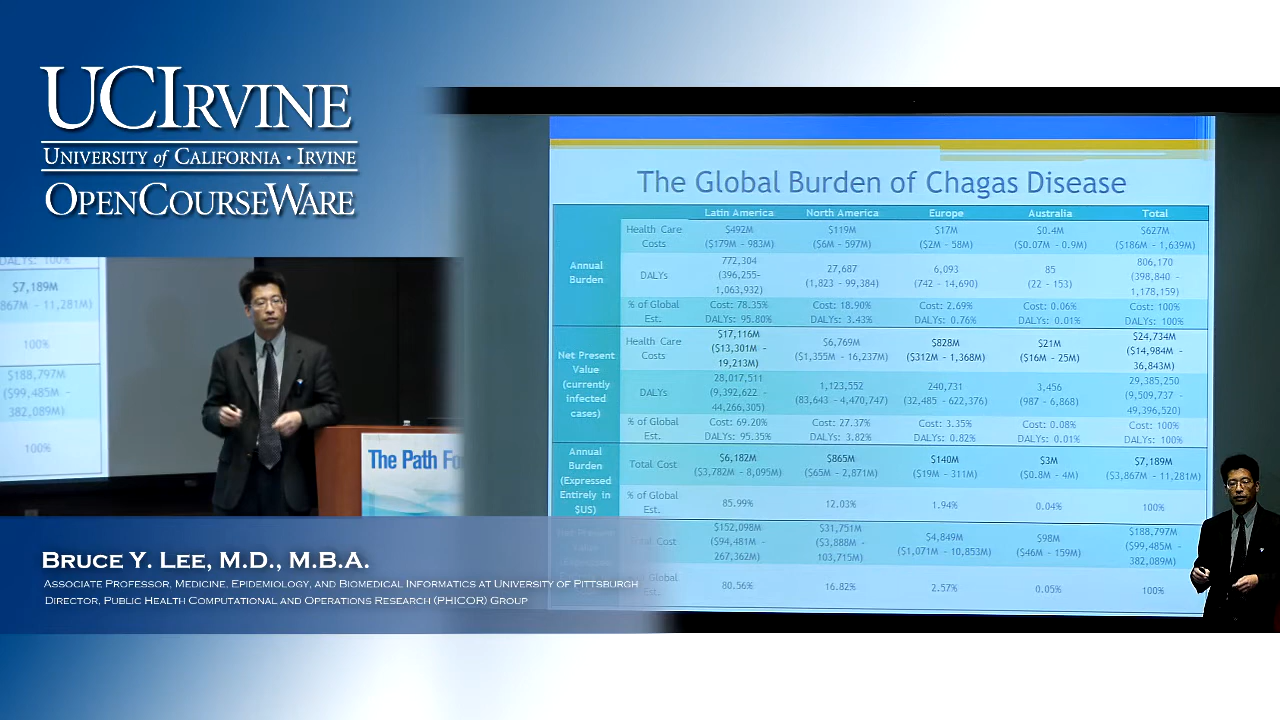 UCIRVINE
UNIVERSITY of CALIFORNIA · IRVINE
OPENCOURSEWARE
DALYs: 100%
$7,189M
867M - 11,281M)
100%
$188,797M
($99,485M -
382,089M)
100%
The Path Fo
BRUCE Y. LEE, M.D., M.B.A.
ASSOCIATE PROFESSOR, MEDICINE, EPIDEMIOLOGY, AND BIOMEDICAL INFORMATICS AT UNIVERSITY OF PITTSBURGH
DIRECTOR, PUBLIC HEALTH COMPUTATIONAL AND OPERATIONS RESEARCH (PHICOR) GROUP
The Global Burden of Chagas Disease
Latin America North America Europe Australia Total
Annual Burden
Health Care Costs $492M ($179M - 983M) $119M ($6M - 597M) $17M ($2M - 58M) $0.4M ($0.07M - 0.9M) $627M ($186M - 1,639M)
DALYs 772,304 (396,255- 1,063,932) 27,687 (1,823 - 99,384) 6,093 (742 - 14,690) 85 (22 - 153) 806,170 (398,840 - 1,178,159)
% of Global Est. Cost: 78.35% DALYs: 95.80% Cost: 18.90% DALYs: 3.43% Cost: 2.69% DALYs: 0.76% Cost: 0.06% DALYs: 0.01% Cost: 100% DALYs: 100%
Net Present Value (currently infected cases)
Health Care Costs $17,116M ($13,301M - 19,213M) $6,769M ($1,355M - 16,237M) $828M ($312M - 1,368M) $21M ($16M - 25M) $24,734M ($14,984M - 36,843M)
DALYs 28,017,511 (9,392,622 - 44,266,305) 1,123,552 (83,643 - 4,470,747) 240,731 (32,485 - 622,376) 3,456 (987 - 6,868) 29,385,250 (9,509,737 - 49,396,520)
% of Global Est. Cost: 69.20% DALYs: 95.35% Cost: 27.37% DALYs: 3.82% Cost: 3.35% DALYs: 0.82% Cost: 0.08% DALYs: 0.01% Cost: 100% DALYs: 100%
Annual Burden (Expressed Entirely in $US)
Total Cost $6,182M ($3,782M - 8,095M) $865M ($65M - 2,871M) $140M ($19M - 311M) $3M ($0.8M - 4M) $7,189M ($3,867M - 11,281M)
% of Global Est. 85.99% 12.03% 1.94% 0.04% 100%
Net Present Value
Total Cost $152,098M ($94,481M - 267,362M) $31,751M ($3,888M - 103,715M) $4,849M ($1,071M - 10,853M) $98M ($46M - 159M) $188,797M ($99,485M - 382,089M)
Global 80.56% 16.82% 2.57% 0.05% 100%